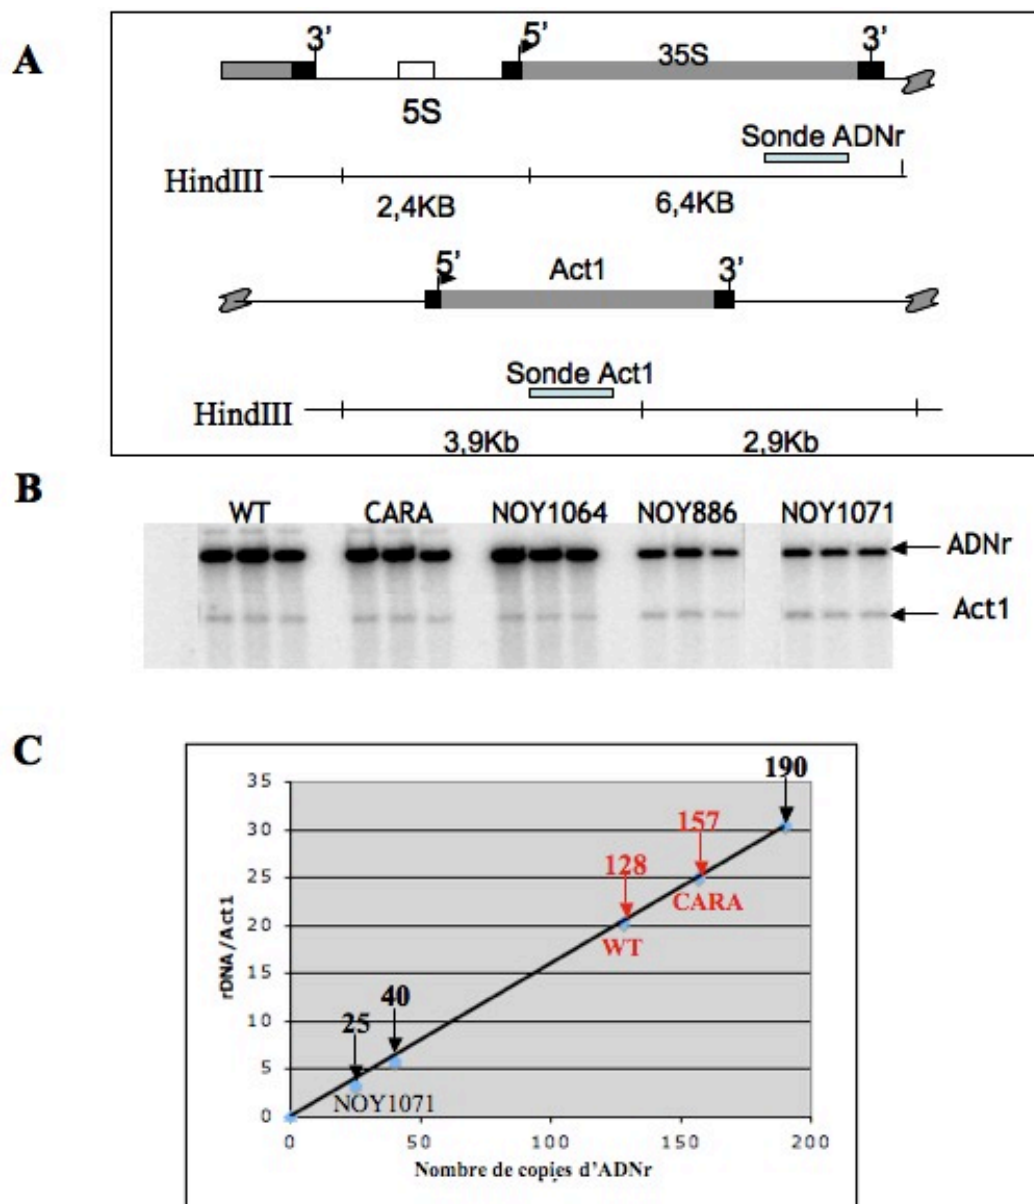 A
3' 5' 35S 3'
5S
Sonde ADNr
HindIII
2,4KB 6,4KB
5' Act1 3'
Sonde Act1
HindIII
3,9Kb 2,9Kb
B
WT CARA NOY1064 NOY886 NOY1071
ADNr
Act1
C
190
35
30
157
25
128
CARA
20
WT
15
40
10
25
5
NOY1071
0
rDNA/Act1
0 50 100 150 200
Nombre de copies d'ADNr